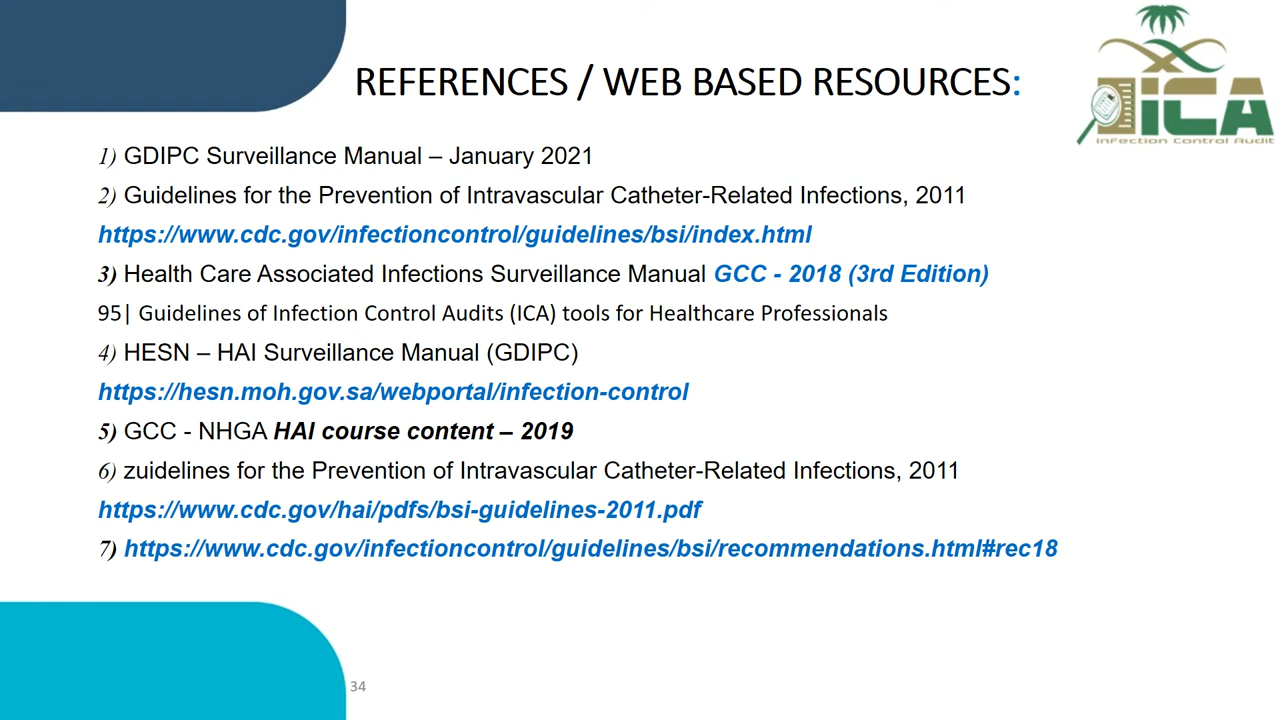 REFERENCES / WEB BASED RESOURCES:
iCA
Infection Control Audit
1) GDIPC Surveillance Manual – January 2021
2) Guidelines for the Prevention of Intravascular Catheter-Related Infections, 2011
https://www.cdc.gov/infectioncontrol/guidelines/bsi/index.html
3) Health Care Associated Infections Surveillance Manual GCC - 2018 (3rd Edition)
95| Guidelines of Infection Control Audits (ICA) tools for Healthcare Professionals
4) HESN – HAI Surveillance Manual (GDIPC)
https://hesn.moh.gov.sa/webportal/infection-control
5) GCC - NHGA HAI course content – 2019
6) zuidelines for the Prevention of Intravascular Catheter-Related Infections, 2011
https://www.cdc.gov/hai/pdfs/bsi-guidelines-2011.pdf
7) https://www.cdc.gov/infectioncontrol/guidelines/bsi/recommendations.html#rec18
34